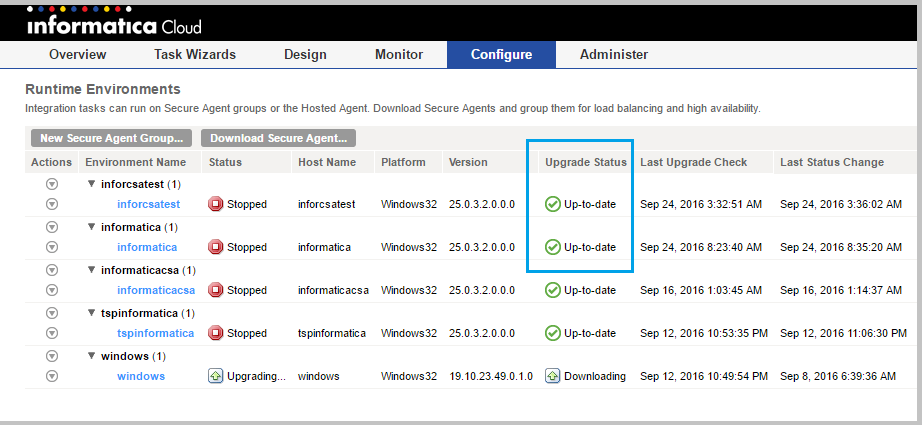 informatica Cloud
Overview Task Wizards Design Monitor Configure Administer
Runtime Environments
Integration tasks can run on Secure Agent groups or the Hosted Agent. Download Secure Agents and group them for load balancing and high availability.
New Secure Agent Group... Download Secure Agent...
Actions Environment Name Status Host Name Platform Version Upgrade Status Last Upgrade Check Last Status Change
inforcsatest (1)
inforcsatest Stopped inforcsatest Windows32 25.0.3.2.0.0.0 Up-to-date Sep 24, 2016 3:32:51 AM Sep 24, 2016 3:36:02 AM
informatica (1)
informatica Stopped informatica Windows32 25.0.3.2.0.0.0 Up-to-date Sep 24, 2016 8:23:40 AM Sep 24, 2016 8:35:20 AM
informaticacsa (1)
informaticacsa Stopped informaticacsa Windows32 25.0.3.2.0.0.0 Up-to-date Sep 16, 2016 1:03:45 AM Sep 16, 2016 1:14:37 AM
tspinformatica (1)
tspinformatica Stopped tspinformatica Windows32 25.0.3.2.0.0.0 Up-to-date Sep 12, 2016 10:53:35 PM Sep 12, 2016 11:06:30 PM
windows (1)
windows Upgrading... windows Windows32 19.10.23.49.0.1.0 Downloading Sep 12, 2016 10:49:54 PM Sep 8, 2016 6:39:36 AM